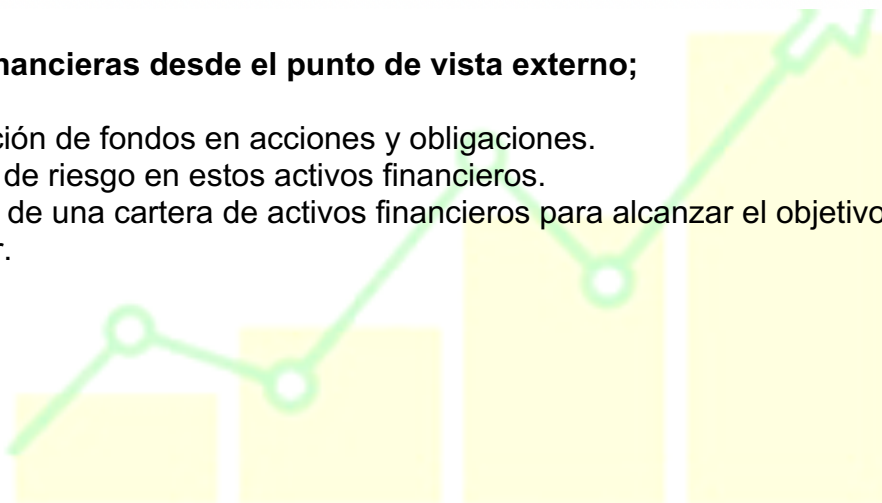 nancieras desde el punto de vista externo;
ción de fondos en acciones y obligaciones.
de riesgo en estos activos financieros.
de una cartera de activos financieros para alcanzar el objetivo
r.